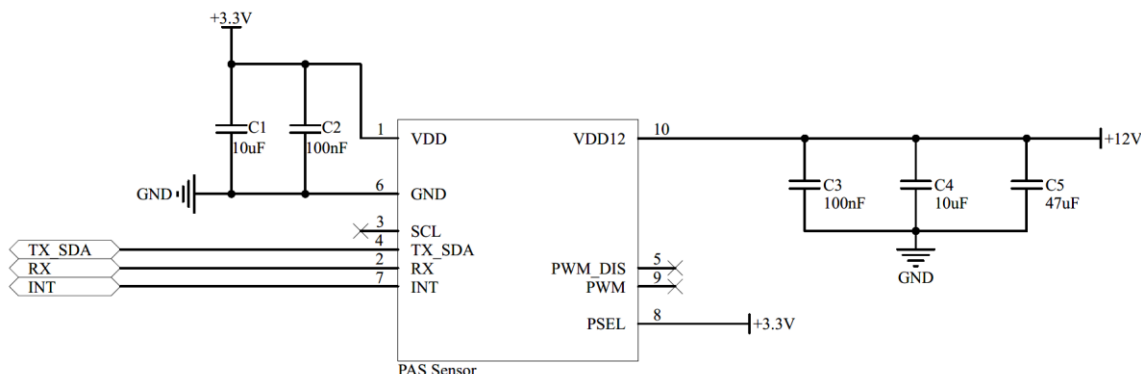 +3.3V
C1
10uF
C2
100nF
GND
1
VDD
6
GND
3
SCL
TX_SDA
4
TX_SDA
RX
2
RX
INT
7
INT
VDD12
10
+12V
C3
100nF
C4
10uF
C5
47uF
GND
PWM_DIS
5
PWM
9
PSEL
8
+3.3V
PAS Sensor